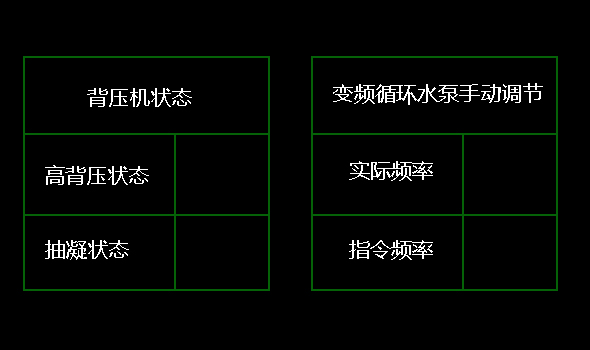 背压机状态
高背压状态
抽凝状态
变频循环水泵手动调节
实际频率
指令频率